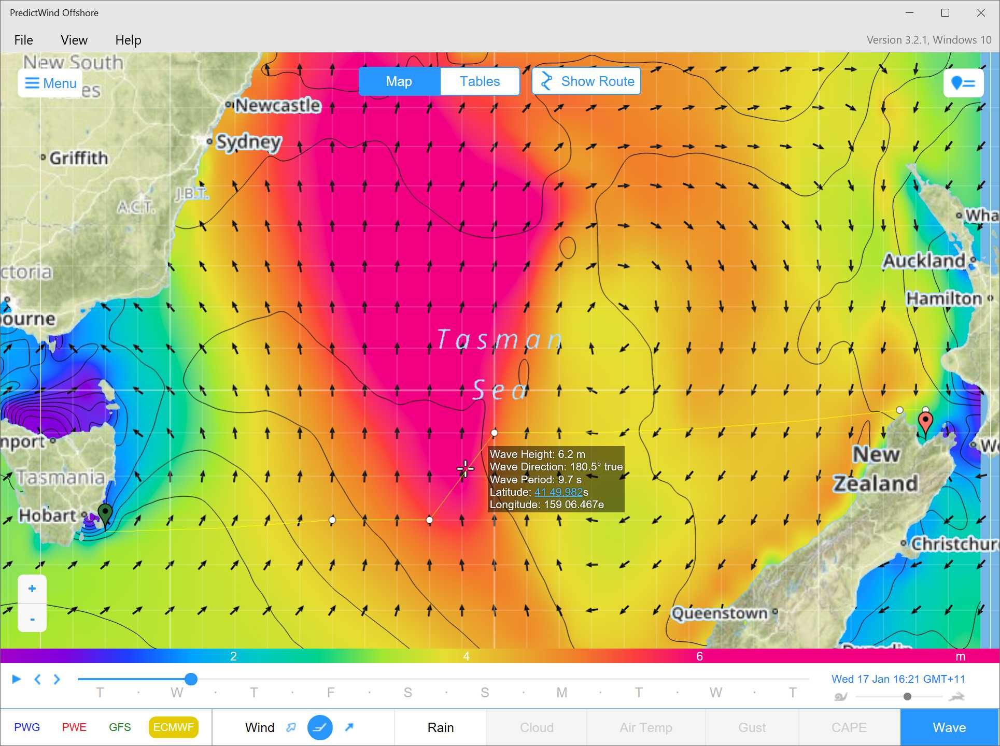 PredictWind Offshore
File View Help
Version 3.2.1, Windows 10
New South
Menu
Map Tables Show Route
Newcastle
Sydney
Griffith
J.B.T.
A.C.T.
Wha
Auckland
ctoria
Hamilton
ourne
Tasman
Sea
nport
New
Zealand
Wave Height: 6.2 m
Wave Direction: 180.5° true
Wave Period: 9.7 s
Latitude: 41 49.982s
Longitude: 159 06.467e
Tasmania
Hobart
Christchur
+
-
Queenstown
2 4 6 m
Wed 17 Jan 16:21 GMT+11
T · W · T · F · S · S · M · T · W · T
PWG PWE GFS ECMWF Wind Rain Cloud Air Temp Gust CAPE Wave